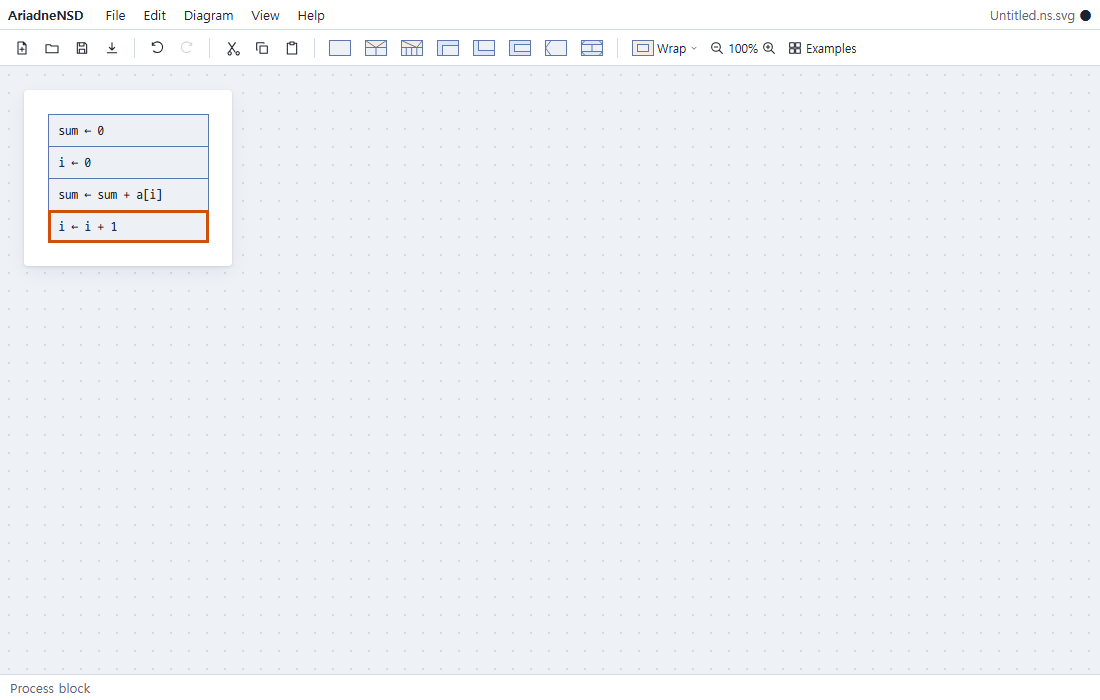 AriadneNSD File Edit Diagram View Help Untitled.ns.svg
Wrap 100% Examples
sum ← 0
i ← 0
sum ← sum + a[i]
i ← i + 1
Process block